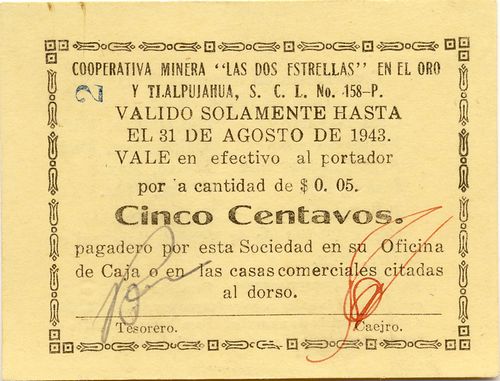 COOPERATIVA MINERA "LAS DOS ESTRELLAS" EN EL ORO
Y TLALPUJAHUA, S. C. L. No. 158-P.
2
VALIDO SOLAMENTE HASTA
EL 31 DE AGOSTO DE 1943.
VALE en efectivo al portador
por a cantidad de $ 0. 05.
Cinco Centavos.
pagadero por esta Sociedad en su Oficina
de Caja o en las casas comerciales citadas
al dorso.
Tesorero. Caejro.